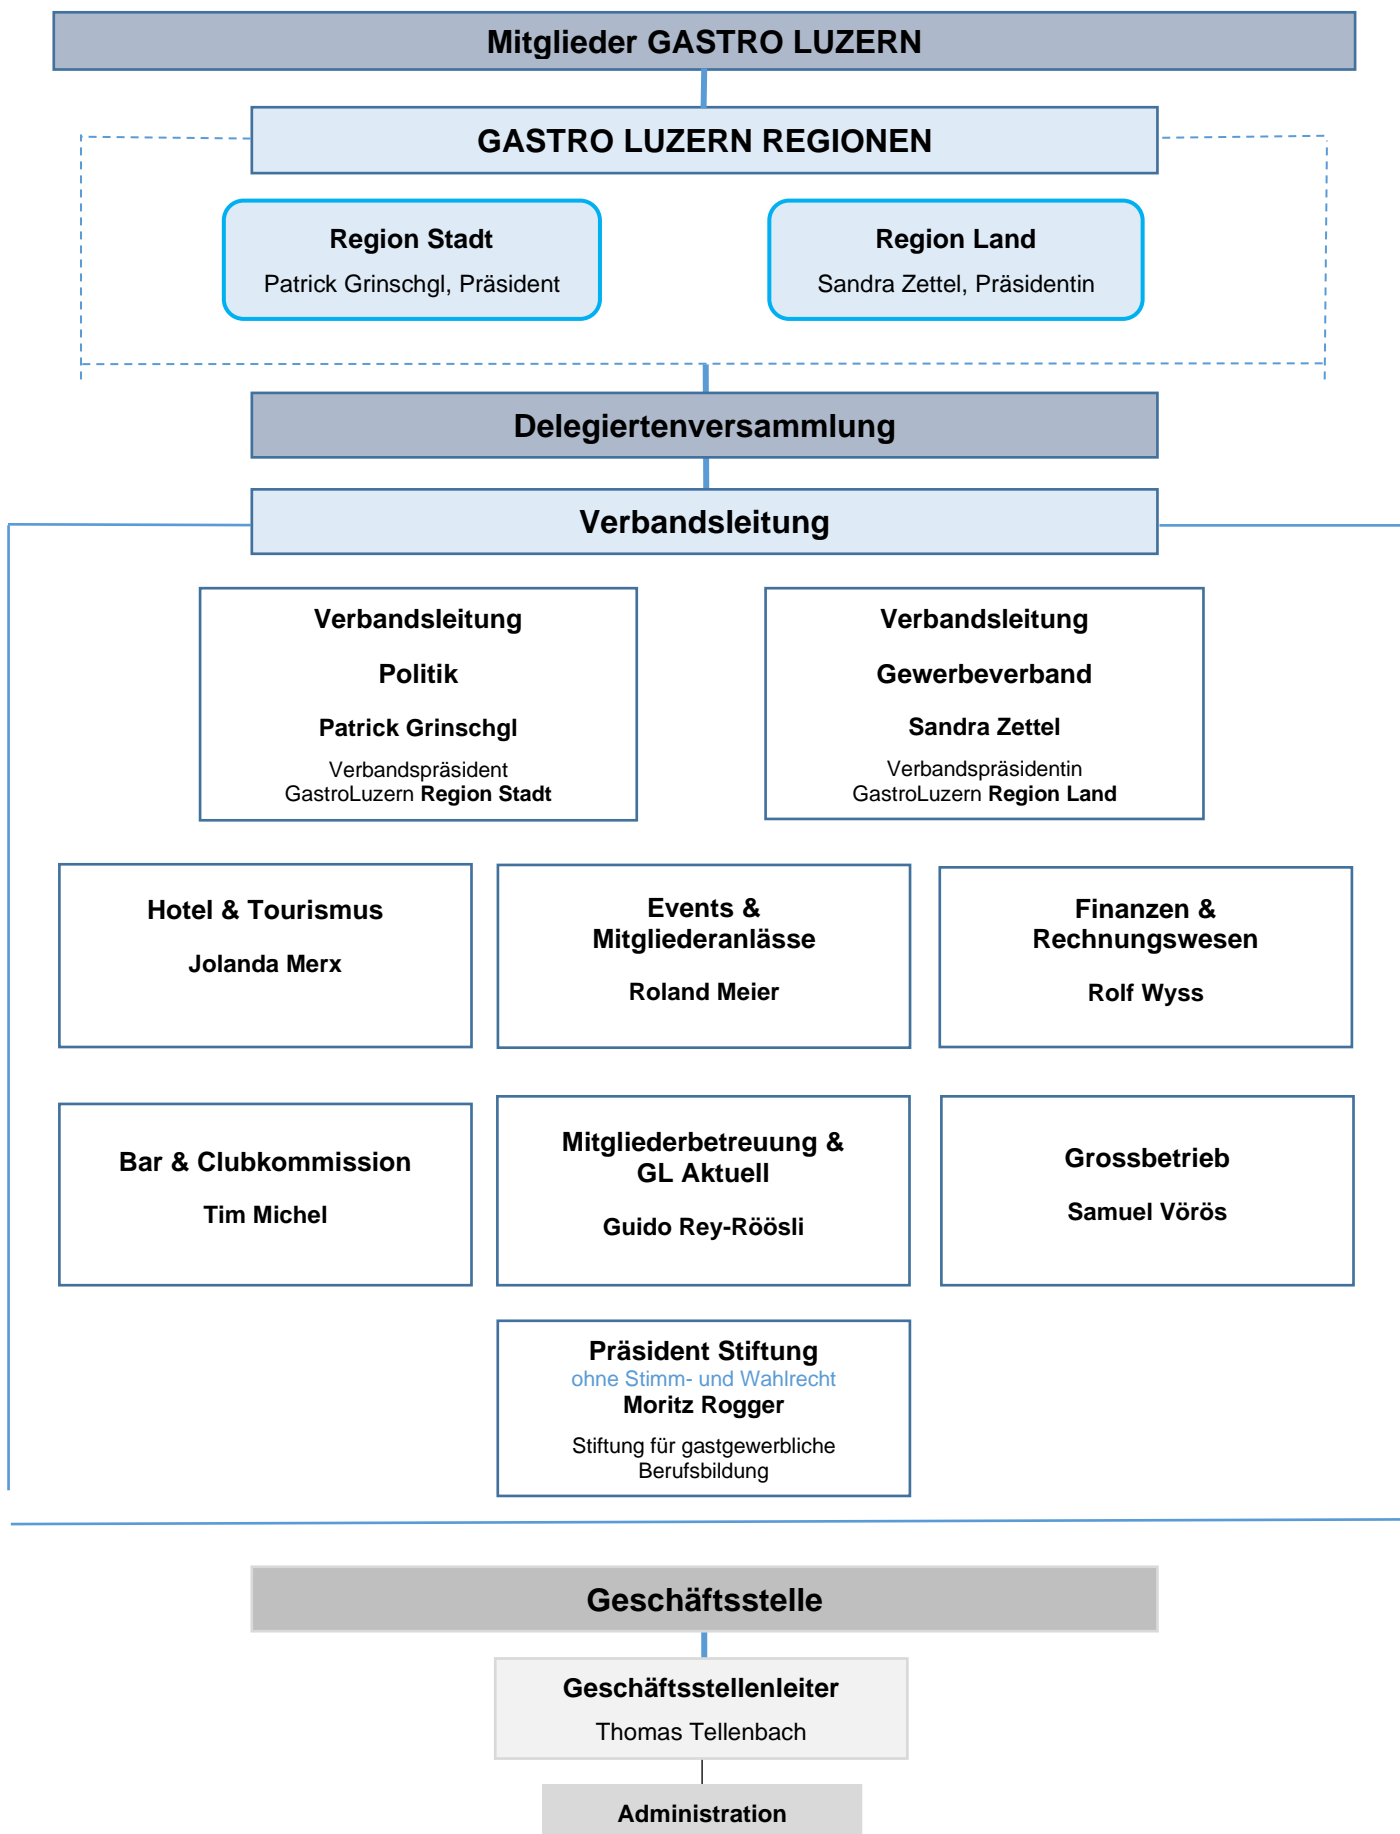 Mitglieder GASTRO LUZERN
GASTRO LUZERN REGIONEN
Region Stadt
Patrick Grinschgl, Präsident
Region Land
Sandra Zettel, Präsidentin
Delegiertenversammlung
Verbandsleitung
Verbandsleitung
Politik
Patrick Grinschgl
Verbandspräsident
GastroLuzern Region Stadt
Verbandsleitung
Gewerbeverband
Sandra Zettel
Verbandspräsidentin
GastroLuzern Region Land
Hotel & Tourismus
Jolanda Merx
Events &
Mitgliederanlässe
Roland Meier
Finanzen &
Rechnungswesen
Rolf Wyss
Bar & Clubkommission
Tim Michel
Mitgliederbetreuung &
GL Aktuell
Guido Rey-Röösli
Grossbetrieb
Samuel Vörös
Präsident Stiftung
ohne Stimm- und Wahlrecht
Moritz Rogger
Stiftung für gastgewerbliche
Berufsbildung
Geschäftsstelle
Geschäftsstellenleiter
Thomas Tellenbach
Administration